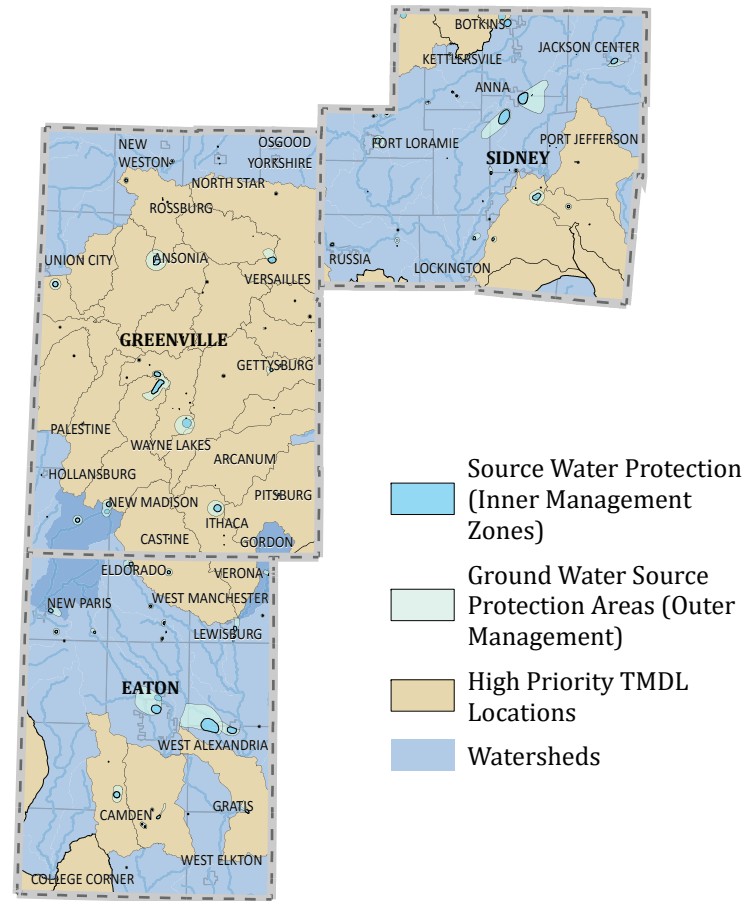 BOTKINS
JACKSON CENTER
KETTLERSVILE
ANNA
FORT LORAMIE
PORT JEFFERSON
SIDNEY
RUSSIA
LOCKINGTON
NEW
WESTON
OSGOOD
YORKSHIRE
NORTH STAR
ROSSBURG
UNION CITY
ANSONIA
VERSAILLES
GREENVILLE
GETTYSBURG
PALESTINE
WAYNE LAKES
ARCANUM
HOLLANSBURG
NEW MADISON
PITSBURG
ITHACA
CASTINE
GORDON
ELDORADO
VERONA
NEW PARIS
WEST MANCHESTER
LEWISBURG
EATON
WEST ALEXANDRIA
CAMDEN
GRATIS
WEST ELKTON
COLLEGE CORNER
Source Water Protection
(Inner Management
Zones)
Ground Water Source
Protection Areas (Outer
Management)
High Priority TMDL
Locations
Watersheds